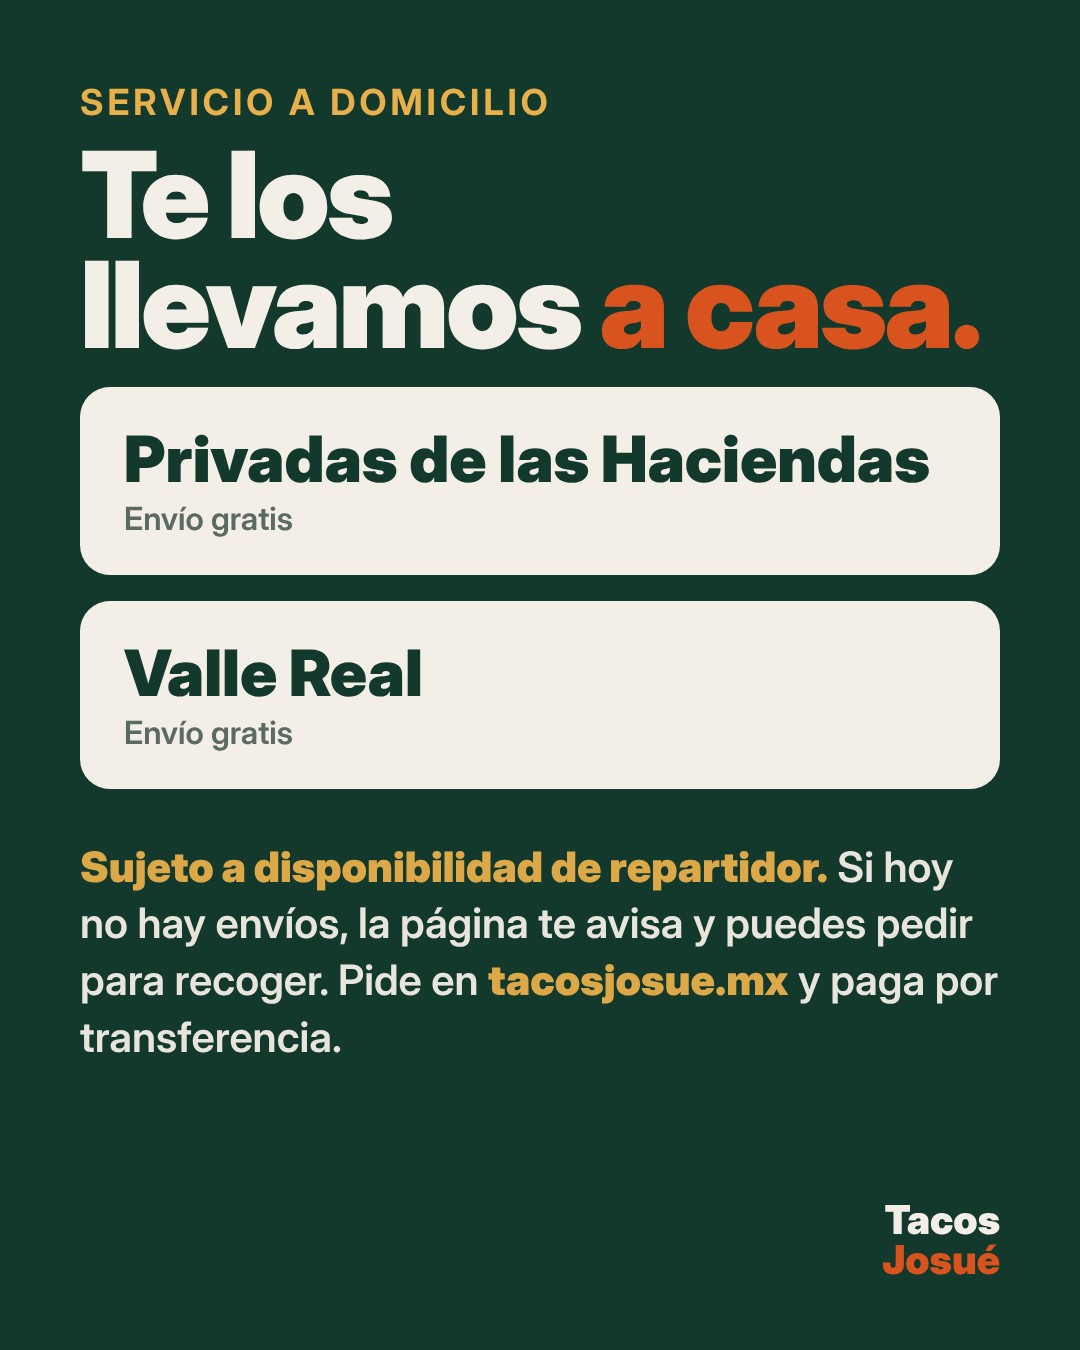 SERVICIO A DOMICILIO
Te los
llevamos a casa.
Privadas de las Haciendas
Envío gratis
Valle Real
Envío gratis
Sujeto a disponibilidad de repartidor. Si hoy
no hay envíos, la página te avisa y puedes pedir
para recoger. Pide en tacosjosue.mx y paga por
transferencia.
Tacos
Josué